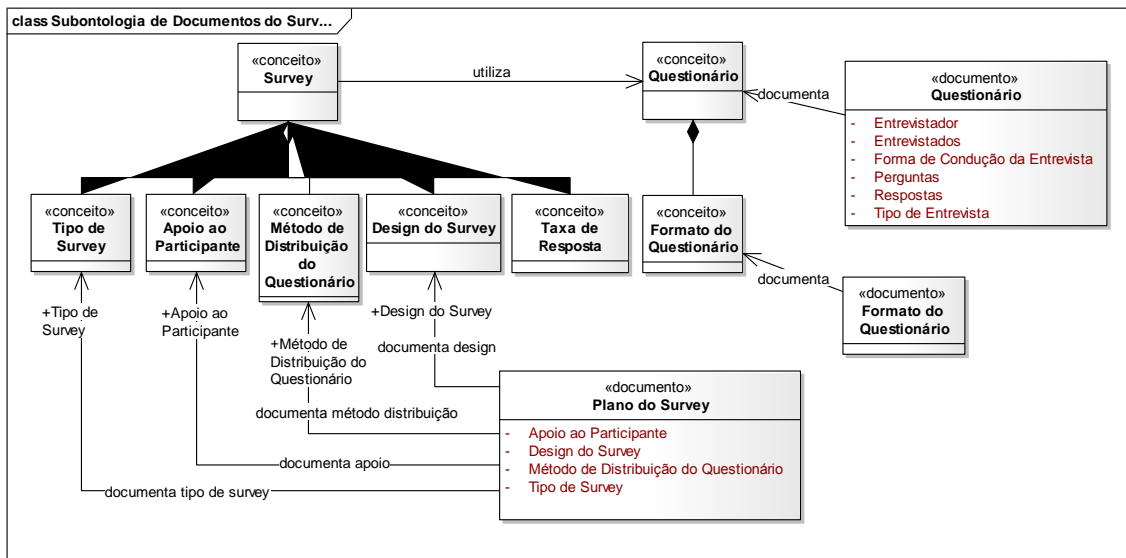 class Subontologia de Documentos do Surv...
«conceito»
Survey
utiliza
«conceito»
Questionário
documenta
«documento»
Questionário
- Entrevistador
- Entrevistados
- Forma de Condução da Entrevista
- Perguntas
- Respostas
- Tipo de Entrevista
«conceito»
Tipo de
Survey
«conceito»
Apoio ao
Participante
«conceito»
Método de
Distribuição
do
Questionário
«conceito»
Design do Survey
«conceito»
Taxa de
Resposta
«conceito»
Formato do
Questionário
documenta
«documento»
Formato do
Questionário
+Tipo de
Survey
+Apoio ao
Participante
+Método de
Distribuição do
Questionário
+Design do Survey
documenta design
documenta método distribuição
documenta apoio
documenta tipo de survey
«documento»
Plano do Survey
- Apoio ao Participante
- Design do Survey
- Método de Distribuição do Questionário
- Tipo de Survey